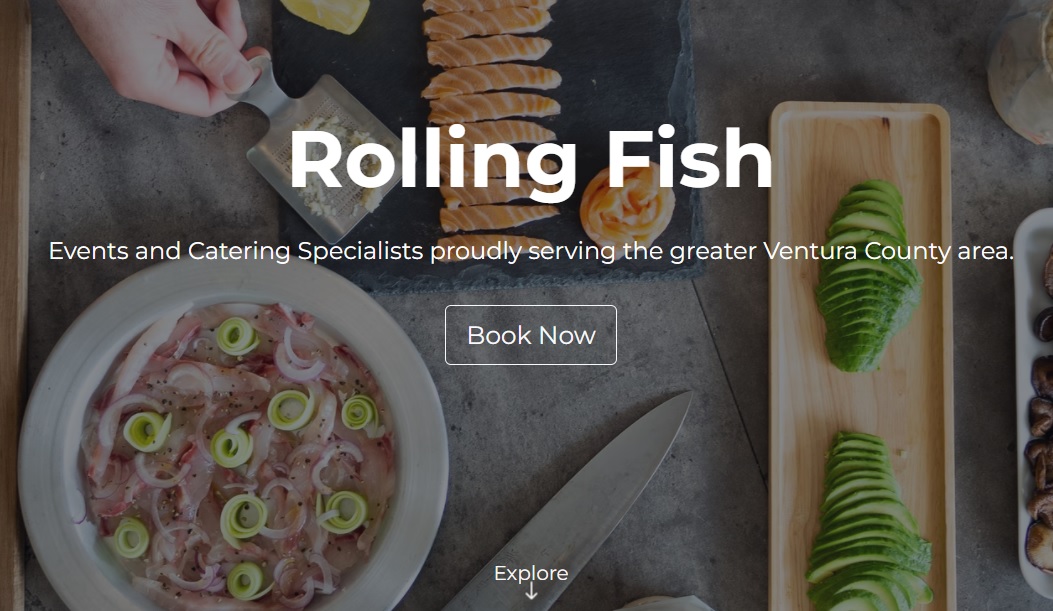 Rolling Fish
Events and Catering Specialists proudly serving the greater Ventura County area.
Book Now
Explore